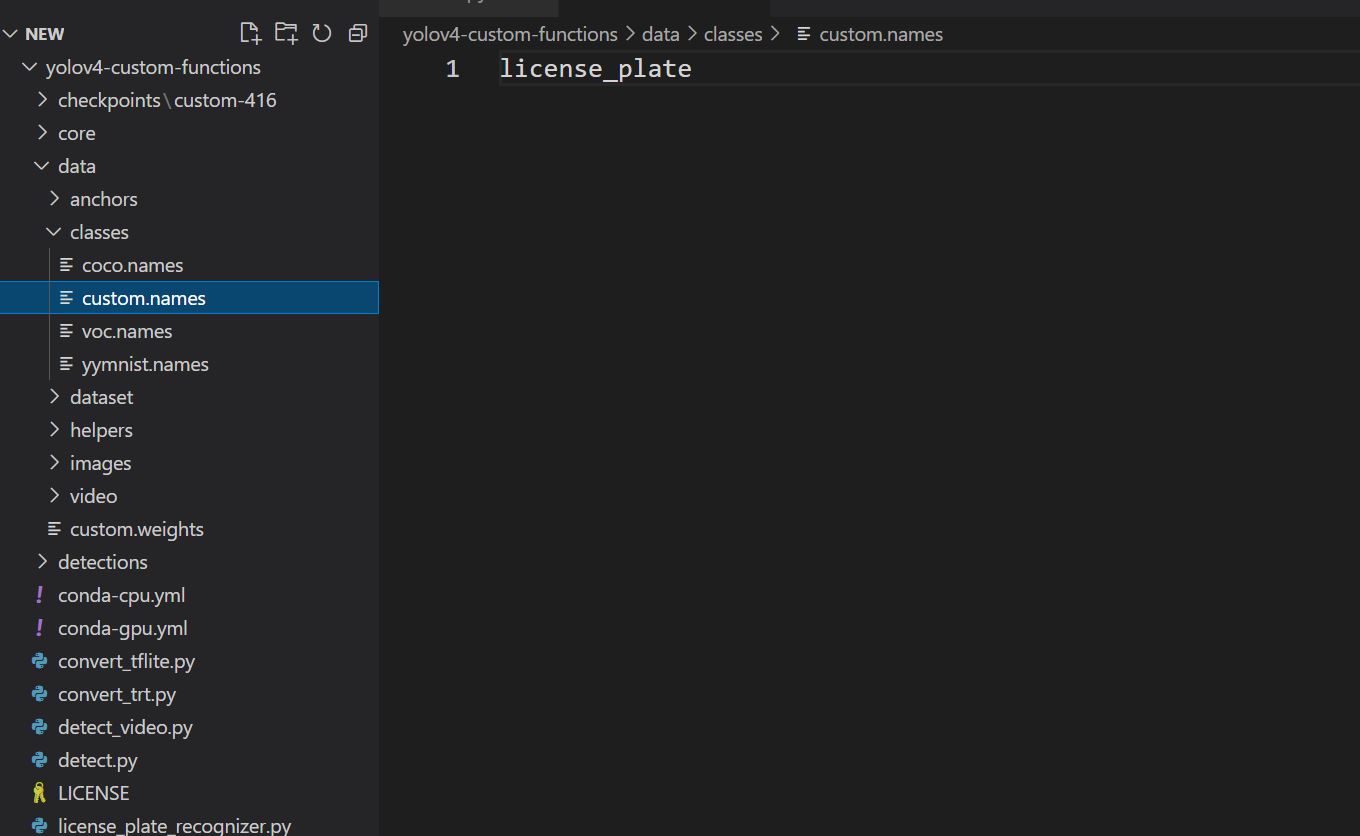 NEW
yolov4-custom-functions
checkpoints\custom-416
core
data
anchors
classes
coco.names
custom.names
voc.names
yymnist.names
dataset
helpers
images
video
custom.weights
detections
conda-cpu.yml
conda-gpu.yml
convert_tflite.py
convert_trt.py
detect_video.py
detect.py
LICENSE
license_plate_recognizer.py
yolov4-custom-functions > data > classes > custom.names
1 license_plate